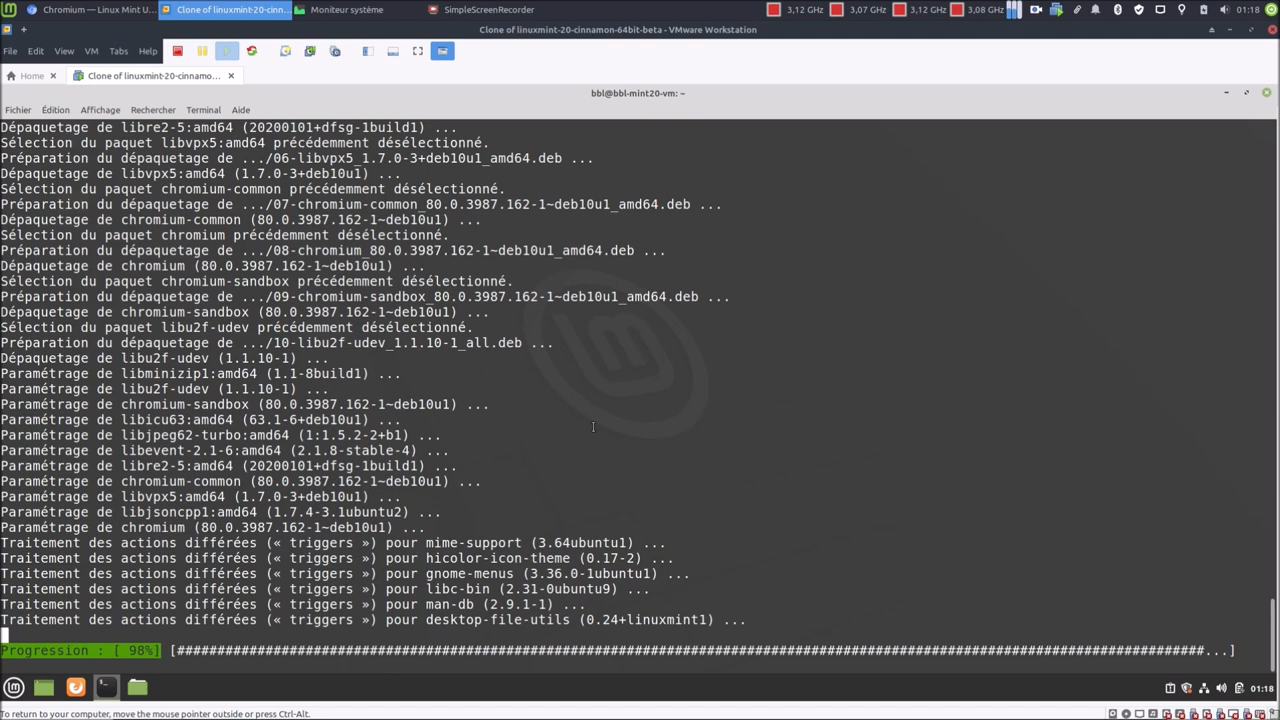 Chromium — Linux Mint U...
Clone of linuxmint-20-cinn...
Moniteur système
SimpleScreenRecorder
3,12 GHz
3,07 GHz
3,12 GHz
3,08 GHz
01:18
Clone of linuxmint-20-cinnamon-64bit-beta - VMware Workstation
File Edit View VM Tabs Help
Home
Clone of linuxmint-20-cinnamo...
bbl@bbl-mint20-vm: ~
Fichier Édition Affichage Rechercher Terminal Aide
Dépaquetage de libre2-5:amd64 (20200101+dfsg-1build1) ...
Sélection du paquet libvpx5:amd64 précédemment désélectionné.
Préparation du dépaquetage de .../06-libvpx5_1.7.0-3+deb10u1_amd64.deb ...
Dépaquetage de libvpx5:amd64 (1.7.0-3+deb10u1) ...
Sélection du paquet chromium-common précédemment désélectionné.
Préparation du dépaquetage de .../07-chromium-common_80.0.3987.162-1~deb10u1_amd64.deb ...
Dépaquetage de chromium-common (80.0.3987.162-1~deb10u1) ...
Sélection du paquet chromium précédemment désélectionné.
Préparation du dépaquetage de .../08-chromium_80.0.3987.162-1~deb10u1_amd64.deb ...
Dépaquetage de chromium (80.0.3987.162-1~deb10u1) ...
Sélection du paquet chromium-sandbox précédemment désélectionné.
Préparation du dépaquetage de .../09-chromium-sandbox_80.0.3987.162-1~deb10u1_amd64.deb ...
Dépaquetage de chromium-sandbox (80.0.3987.162-1~deb10u1) ...
Sélection du paquet libu2f-udev précédemment désélectionné.
Préparation du dépaquetage de .../10-libu2f-udev_1.1.10-1_all.deb ...
Dépaquetage de libu2f-udev (1.1.10-1) ...
Paramétrage de libminizip1:amd64 (1.1-8build1) ...
Paramétrage de libu2f-udev (1.1.10-1) ...
Paramétrage de chromium-sandbox (80.0.3987.162-1~deb10u1) ...
Paramétrage de libicu63:amd64 (63.1-6+deb10u1) ...
Paramétrage de libjpeg62-turbo:amd64 (1:1.5.2-2+b1) ...
Paramétrage de libevent-2.1-6:amd64 (2.1.8-stable-4) ...
Paramétrage de libre2-5:amd64 (20200101+dfsg-1build1) ...
Paramétrage de chromium-common (80.0.3987.162-1~deb10u1) ...
Paramétrage de libvpx5:amd64 (1.7.0-3+deb10u1) ...
Paramétrage de libjsoncpp1:amd64 (1.7.4-3.1ubuntu2) ...
Paramétrage de chromium (80.0.3987.162-1~deb10u1) ...
Traitement des actions différées (« triggers ») pour mime-support (3.64ubuntu1) ...
Traitement des actions différées (« triggers ») pour hicolor-icon-theme (0.17-2) ...
Traitement des actions différées (« triggers ») pour gnome-menus (3.36.0-1ubuntu1) ...
Traitement des actions différées (« triggers ») pour libc-bin (2.31-0ubuntu9) ...
Traitement des actions différées (« triggers ») pour man-db (2.9.1-1) ...
Traitement des actions différées (« triggers ») pour desktop-file-utils (0.24+linuxmint1) ...
Progression : [ 98%] [################################################################################################################################...]
01:18
To return to your computer, move the mouse pointer outside or press Ctrl-Alt.